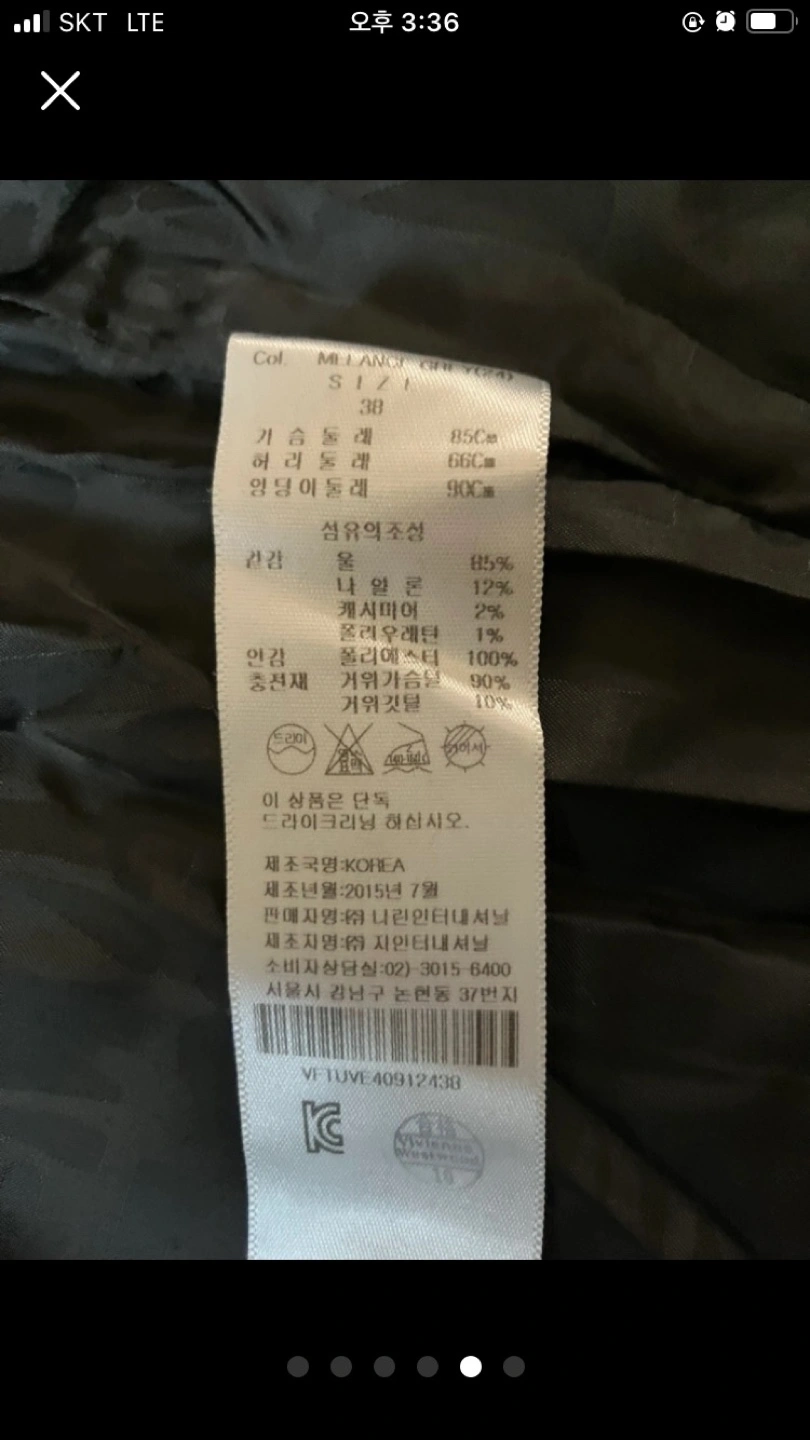 SKT LTE 오후 3:36
Col. MELANGE GREY(24)
SIZE
38
가슴둘레 85Cm
허리둘레 66Cm
엉덩이둘레 90Cm
섬유의조성
겉감 울 85%
나일론 12%
캐시미어 2%
폴리우레탄 1%
안감 폴리에스터 100%
충전재 거위가슴털 90%
거위깃털 10%
드라이
이 상품은 단독
드라이크리닝 하십시오.
제조국명:KOREA
제조년월:2015년 7월
판매자명:㈜ 니린인터내셔날
제조자명:㈜ 지인터내셔날
소비자상담실:02)-3015-6400
서울시 강남구 논현동 37번지
VFTUVE40912438
KC
Vivienne
Westwood